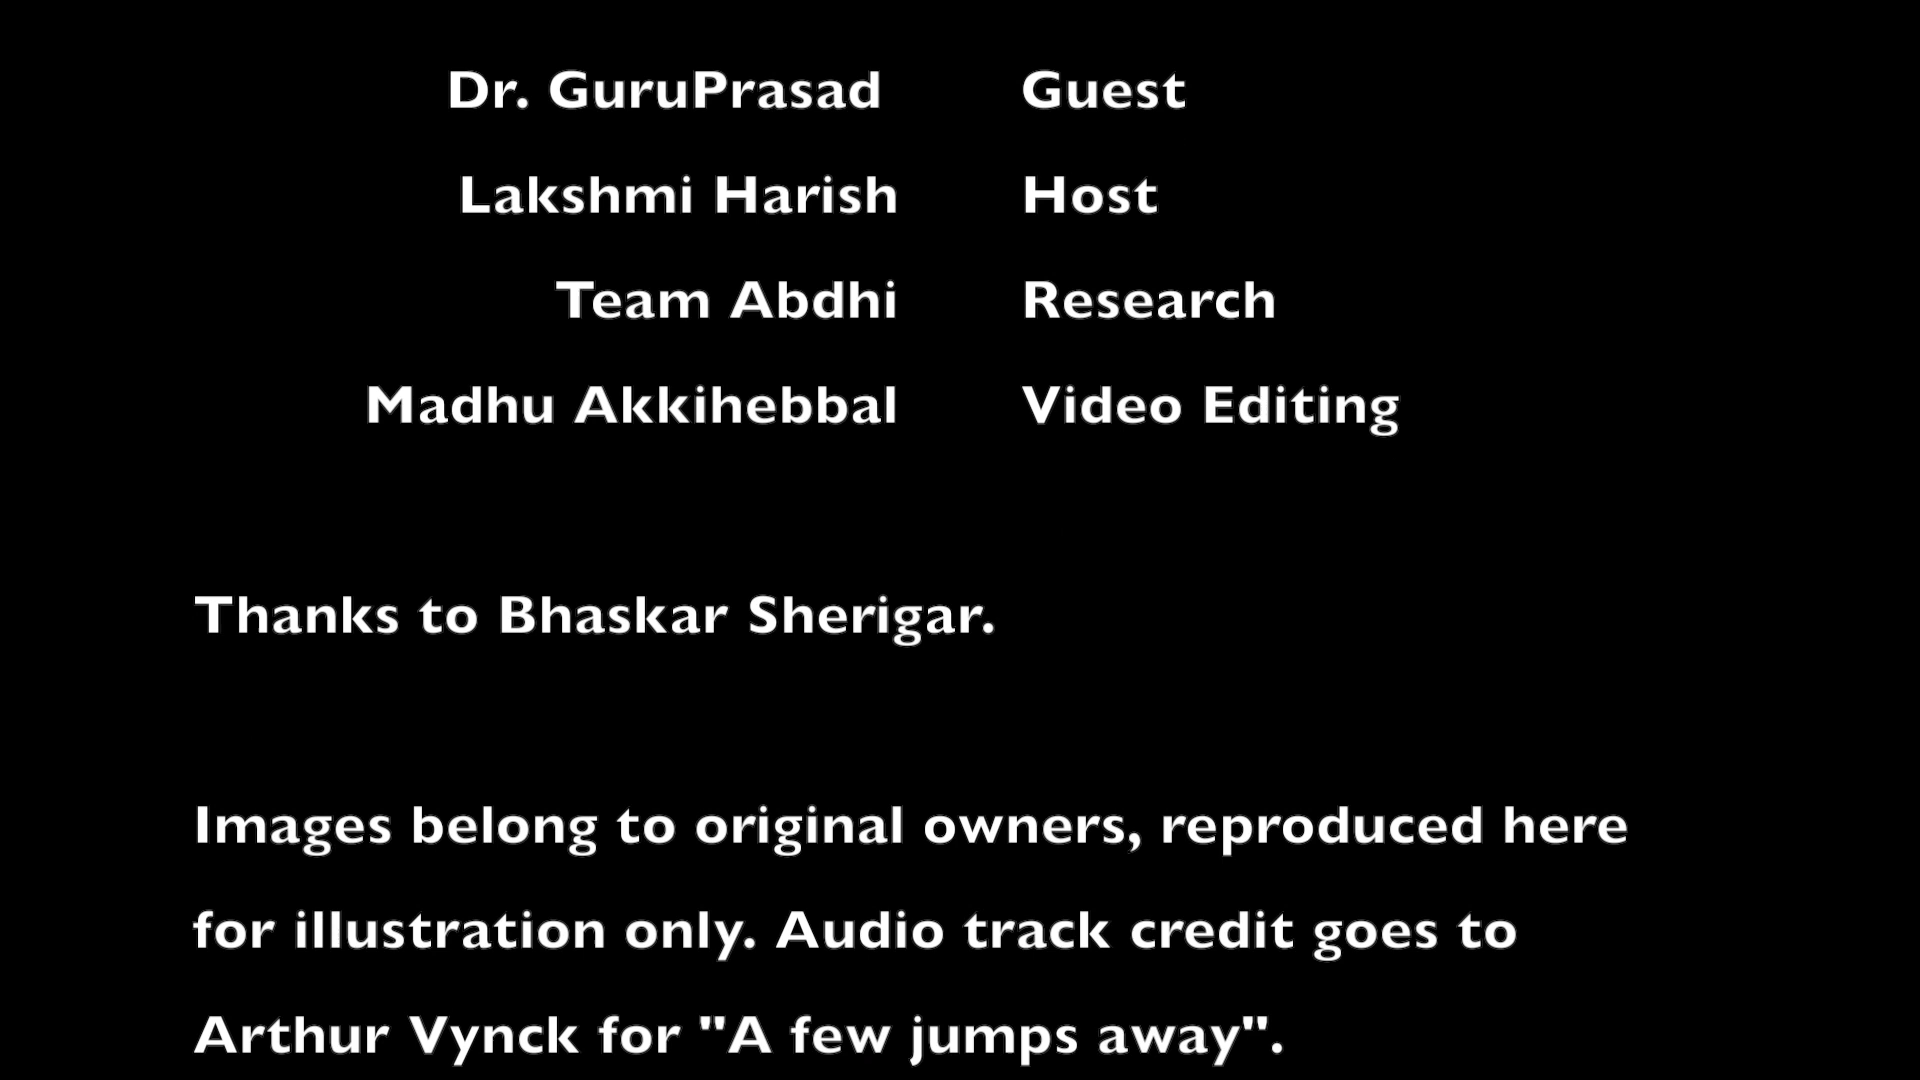 Dr. GuruPrasad Guest
Lakshmi Harish Host
Team Abdhi Research
Madhu Akkihebbal Video Editing
Thanks to Bhaskar Sherigar.
Images belong to original owners, reproduced here
for illustration only. Audio track credit goes to
Arthur Vynck for "A few jumps away".